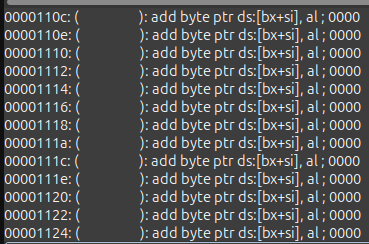 0000110c: ( ): add byte ptr ds:[bx+si], al ; 0000
0000110e: ( ): add byte ptr ds:[bx+si], al ; 0000
00001110: ( ): add byte ptr ds:[bx+si], al ; 0000
00001112: ( ): add byte ptr ds:[bx+si], al ; 0000
00001114: ( ): add byte ptr ds:[bx+si], al ; 0000
00001116: ( ): add byte ptr ds:[bx+si], al ; 0000
00001118: ( ): add byte ptr ds:[bx+si], al ; 0000
0000111a: ( ): add byte ptr ds:[bx+si], al ; 0000
0000111c: ( ): add byte ptr ds:[bx+si], al ; 0000
0000111e: ( ): add byte ptr ds:[bx+si], al ; 0000
00001120: ( ): add byte ptr ds:[bx+si], al ; 0000
00001122: ( ): add byte ptr ds:[bx+si], al ; 0000
00001124: ( ): add byte ptr ds:[bx+si], al ; 0000